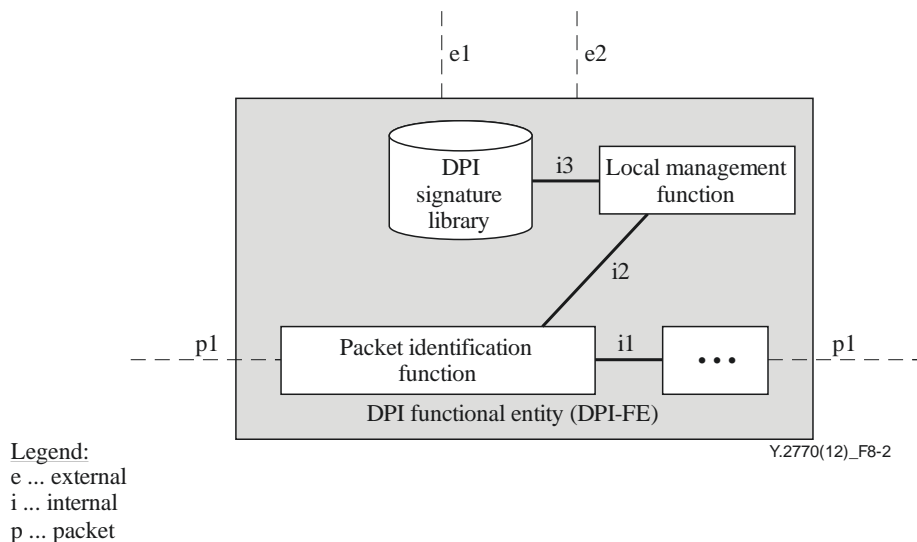 e1
e2
DPI
signature
library
i3
Local management
function
i2
p1
Packet identification
function
i1
•••
p1
DPI functional entity (DPI-FE)
Y.2770(12)_F8-2
Legend:
e ... external
i ... internal
p ... packet